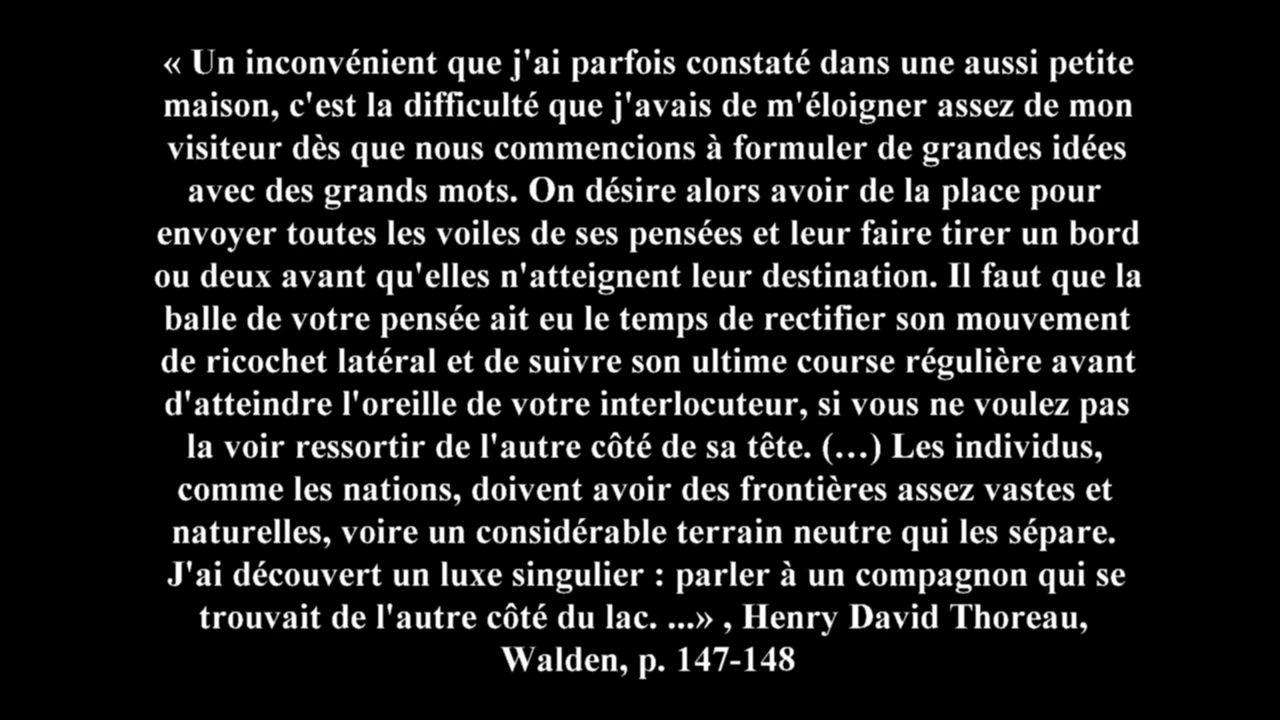 « Un inconvénient que j'ai parfois constaté dans une aussi petite
maison, c'est la difficulté que j'avais de m'éloigner assez de mon
visiteur dès que nous commencions à formuler de grandes idées
avec des grands mots. On désire alors avoir de la place pour
envoyer toutes les voiles de ses pensées et leur faire tirer un bord
ou deux avant qu'elles n'atteignent leur destination. Il faut que la
balle de votre pensée ait eu le temps de rectifier son mouvement
de ricochet latéral et de suivre son ultime course régulière avant
d'atteindre l'oreille de votre interlocuteur, si vous ne voulez pas
la voir ressortir de l'autre côté de sa tête. (…) Les individus,
comme les nations, doivent avoir des frontières assez vastes et
naturelles, voire un considérable terrain neutre qui les sépare.
J'ai découvert un luxe singulier : parler à un compagnon qui se
trouvait de l'autre côté du lac. ...» , Henry David Thoreau,
Walden, p. 147-148